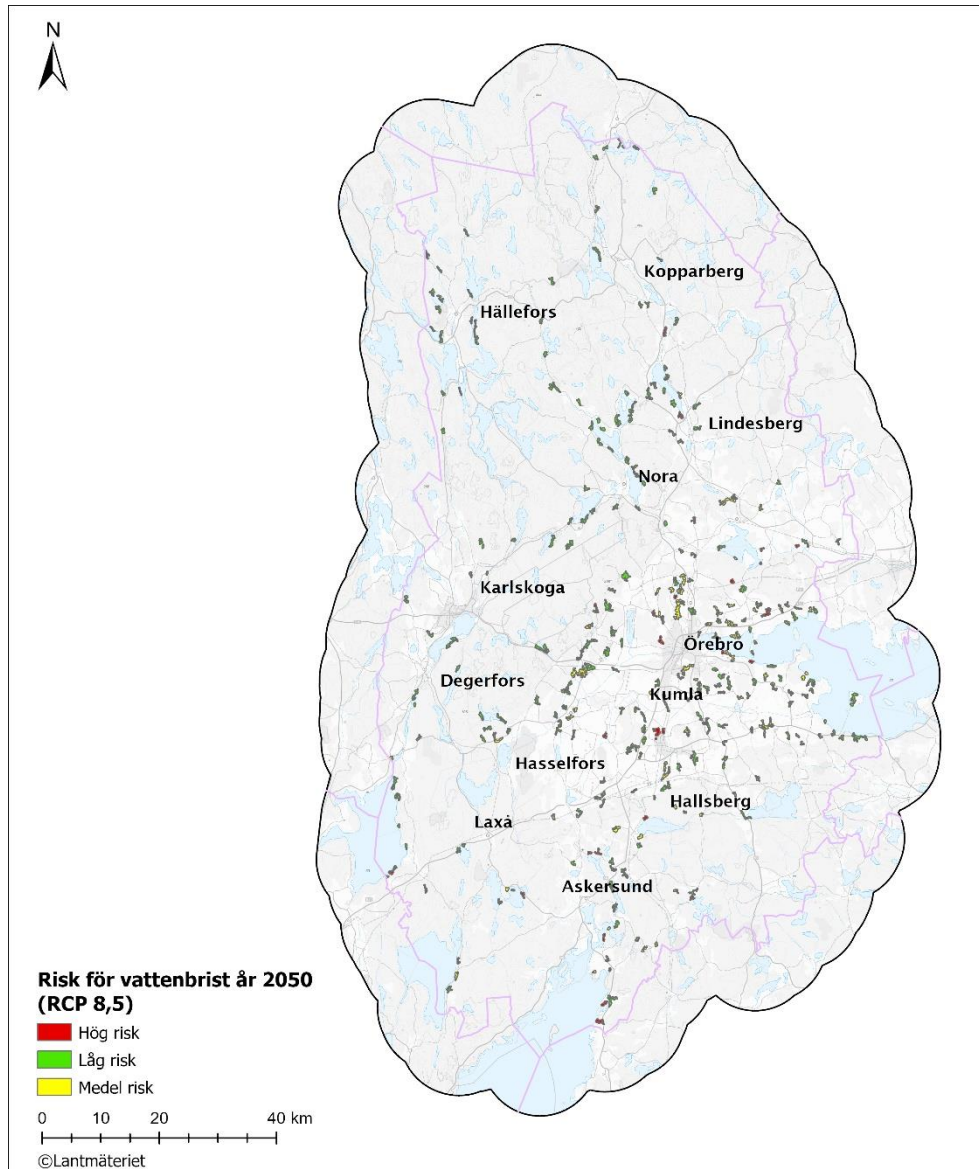 N
Kopparberg
Hällefors
Lindesberg
Nora
Karlskoga
Örebro
Degerfors
Kumla
Hasselfors
Hallsberg
Laxå
Askersund
Risk för vattenbrist år 2050
(RCP 8,5)
Hög risk
Låg risk
Medel risk
0 10 20 40 km
©Lantmäteriet